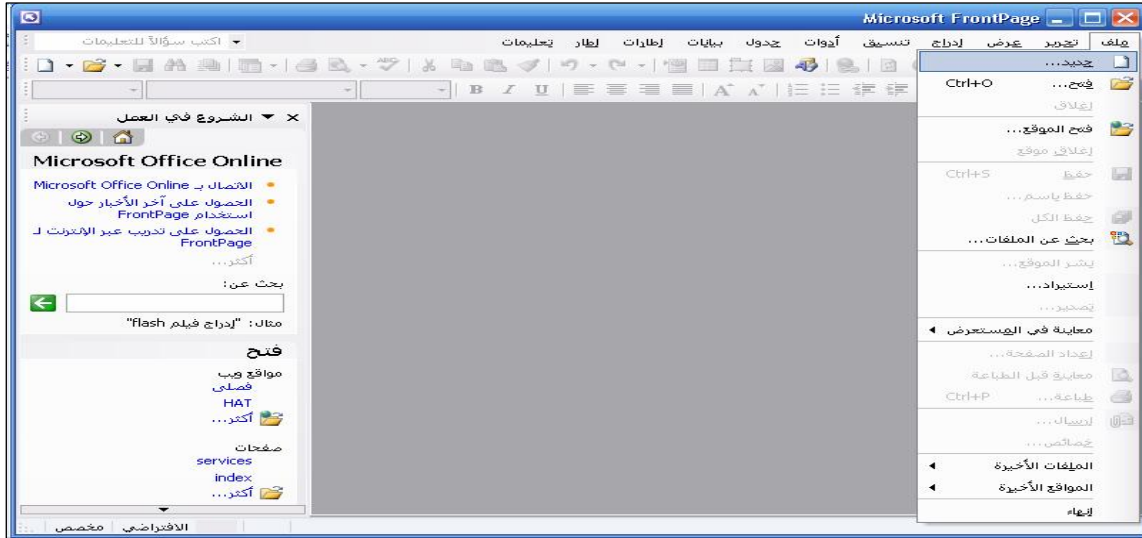 Microsoft FrontPage
ملف تحرير عرض إدراج تنسيق أدوات جدول بيانات إطارات إطار تعليمات
اكتب سؤالاً للتعليمات
B I U
جديد...
فتح... Ctrl+O
إغلاق
فتح الموقع...
إغلاق موقع
حفظ Ctrl+S
حفظ باسم...
حفظ الكل
بحث عن الملفات...
نشر الموقع...
إستيراد...
تصدير...
معاينة في المستعرض
إعداد الصفحة...
معاينة قبل الطباعة
طباعة... Ctrl+P
إرسال...
خصائص...
الملفات الأخيرة
المواقع الأخيرة
إنهاء
الشروع في العمل
Microsoft Office Online
الاتصال بـ Microsoft Office Online
الحصول على آخر الأخبار حول
استخدام FrontPage
الحصول على تدريب عبر الإنترنت لـ
FrontPage
أكثر...
بحث عن:
مثال: "إدراج فيلم flash"
فتح
مواقع ويب
فصلى
HAT
أكثر...
صفحات
services
index
أكثر...
الافتراضي مخصص